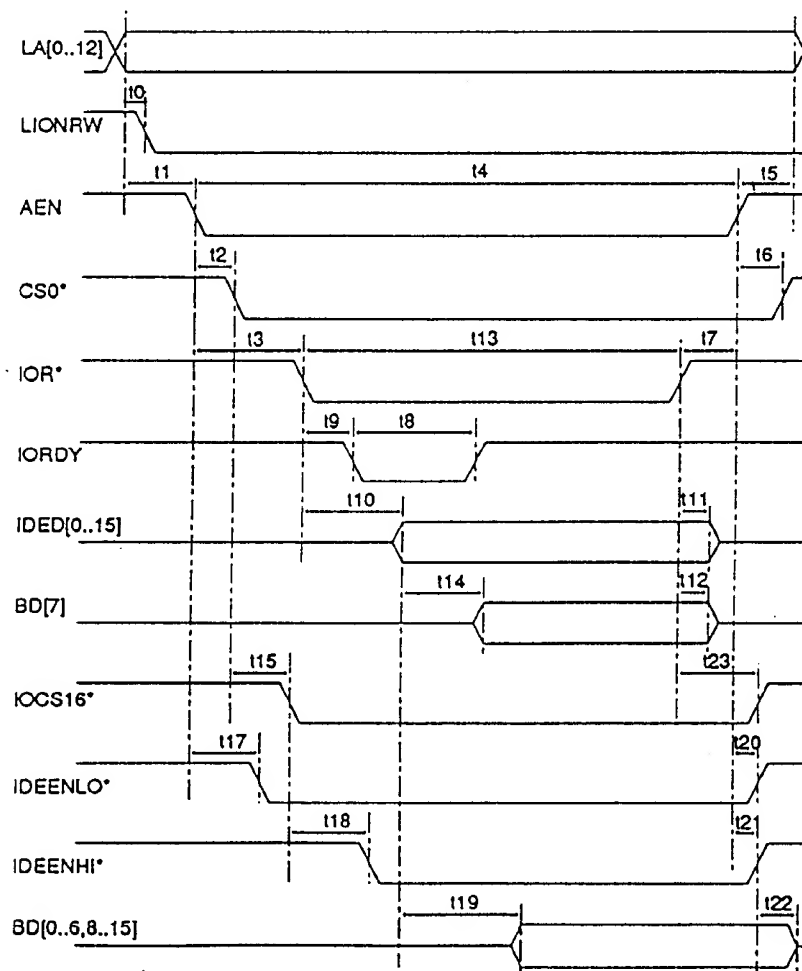 LA[0..12]
t0
LIONRW
t1 t4 t5
AEN
t2 t6
CS0*
t3 t13 t7
IOR*
t9 t8
IORDY
t10 t11
IDED[0..15]
t14 t12
BD[7]
t15 t23
IOCS16*
t17 t20
IDEENLO*
t18 t21
IDEENHI*
t19 t22
BD[0..6,8..15]